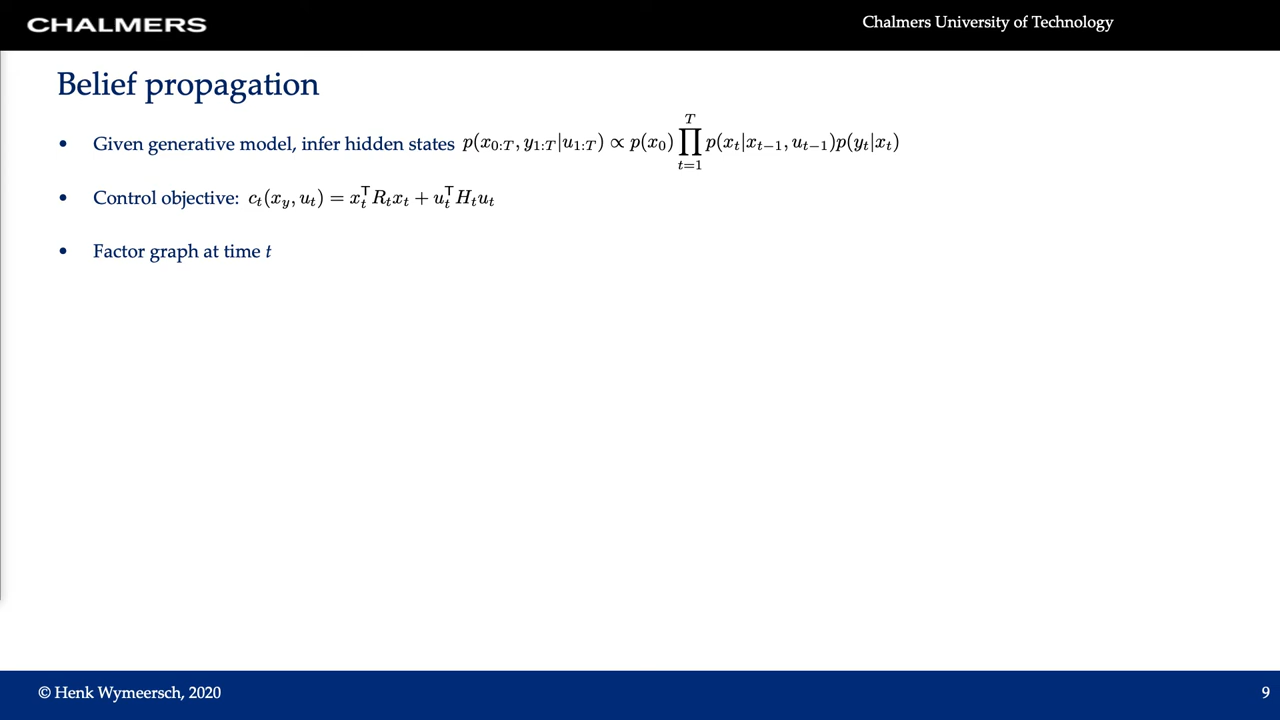 CHALMERS
Chalmers University of Technology
Belief propagation
• Given generative model, infer hidden states p(x_{0:T}, y_{1:T}|u_{1:T}) ∝ p(x_0) ∏_{t=1}^{T} p(x_t|x_{t−1}, u_{t−1})p(y_t|x_t)
• Control objective: c_t(x_y, u_t) = x_t^T R_t x_t + u_t^T H_t u_t
• Factor graph at time t
© Henk Wymeersch, 2020
9